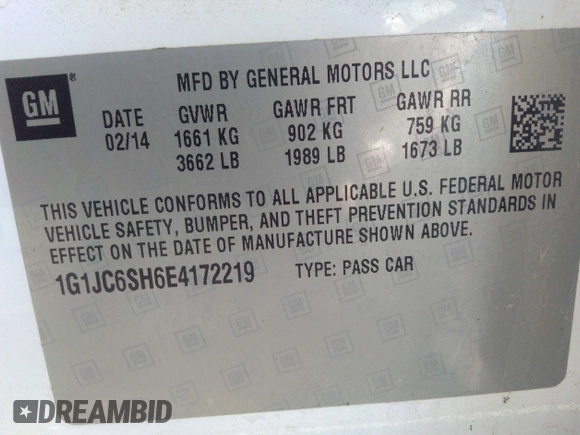 GM
®
MFD BY GENERAL MOTORS LLC
DATE GVWR GAWR FRT GAWR RR
02/14 1661 KG 902 KG 759 KG
3662 LB 1989 LB 1673 LB
THIS VEHICLE CONFORMS TO ALL APPLICABLE U.S. FEDERAL MOTOR
VEHICLE SAFETY, BUMPER, AND THEFT PREVENTION STANDARDS IN
EFFECT ON THE DATE OF MANUFACTURE SHOWN ABOVE.
1G1JC6SH6E4172219 TYPE: PASS CAR
DREAMBID